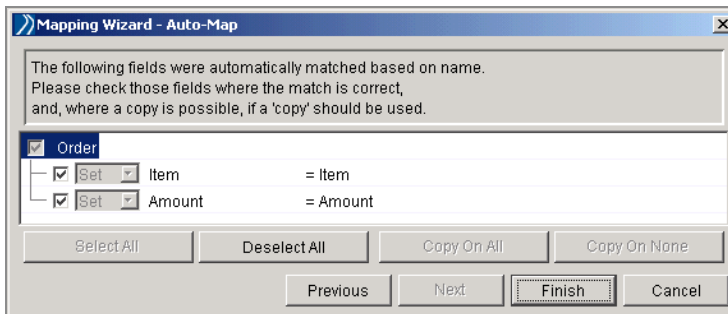 Mapping Wizard - Auto-Map
The following fields were automatically matched based on name.
Please check those fields where the match is correct,
and, where a copy is possible, if a 'copy' should be used.
Order
Set Item = Item
Set Amount = Amount
Select All Deselect All Copy On All Copy On None
Previous Next Finish Cancel